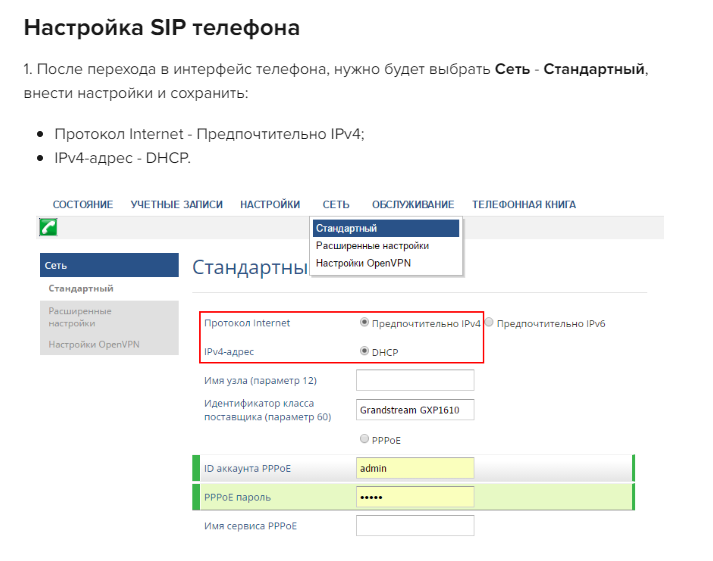 Настройка SIP телефона
1. После перехода в интерфейс телефона, нужно будет выбрать Сеть - Стандартный,
внести настройки и сохранить:
Протокол Internet - Предпочтительно IPv4;
IPv4-адрес - DHCP.
СОСТОЯНИЕ УЧЕТНЫЕ ЗАПИСИ НАСТРОЙКИ СЕТЬ ОБСЛУЖИВАНИЕ ТЕЛЕФОННАЯ КНИГА
Стандартный
Расширенные настройки
Настройки OpenVPN
Сеть
Стандартный
Расширенные
настройки
Настройки OpenVPN
Стандартны
Протокол Internet Предпочтительно IPv4 Предпочтительно IPv6
IPv4-адрес DHCP
Имя узла (параметр 12)
Идентификатор класса
поставщика (параметр 60) Grandstream GXP1610
PPPoE
ID аккаунта PPPoE admin
PPPoE пароль •••••
Имя сервиса PPPoE